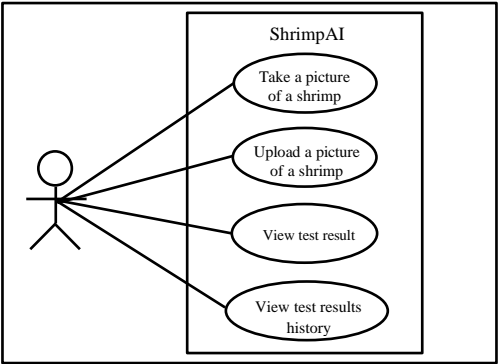 ShrimpAI
Take a picture
of a shrimp
Upload a picture
of a shrimp
View test result
View test results
history